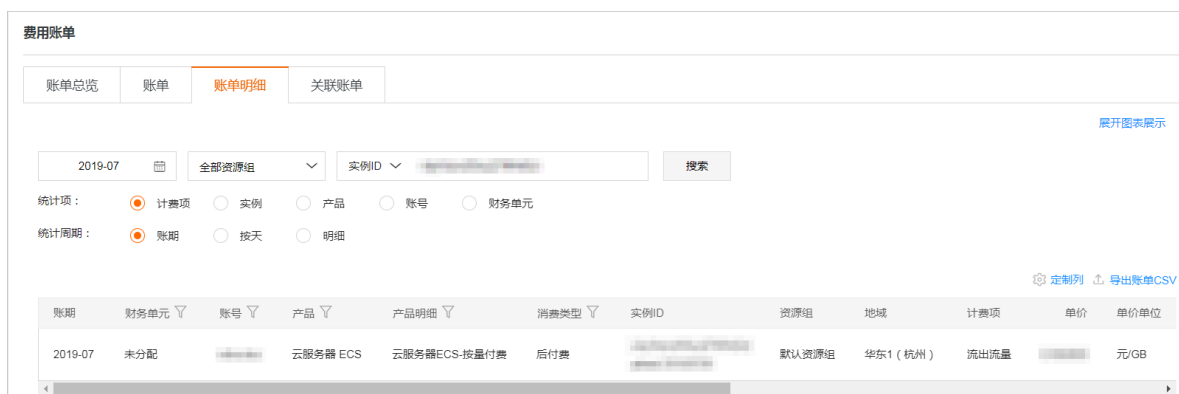 费用账单
账单总览 账单 账单明细 关联账单
展开图表展示
2019-07 全部资源组 实例ID 搜索
统计项： 计费项 实例 产品 账号 财务单元
统计周期： 账期 按天 明细
定制列 导出账单CSV
账期 财务单元 账号 产品 产品明细 消费类型 实例ID 资源组 地域 计费项 单价 单价单位
2019-07 未分配 云服务器 ECS 云服务器ECS-按量付费 后付费 默认资源组 华东1（杭州） 流出流量 元/GB